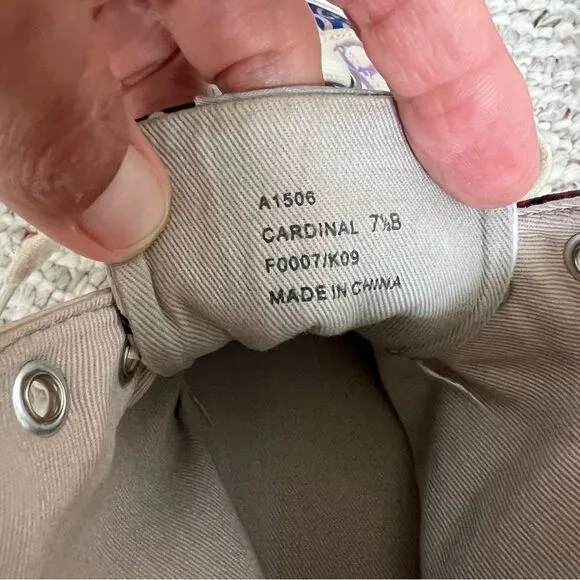 A1506
CARDINAL 7½B
F0007/K09
MADE IN CHINA